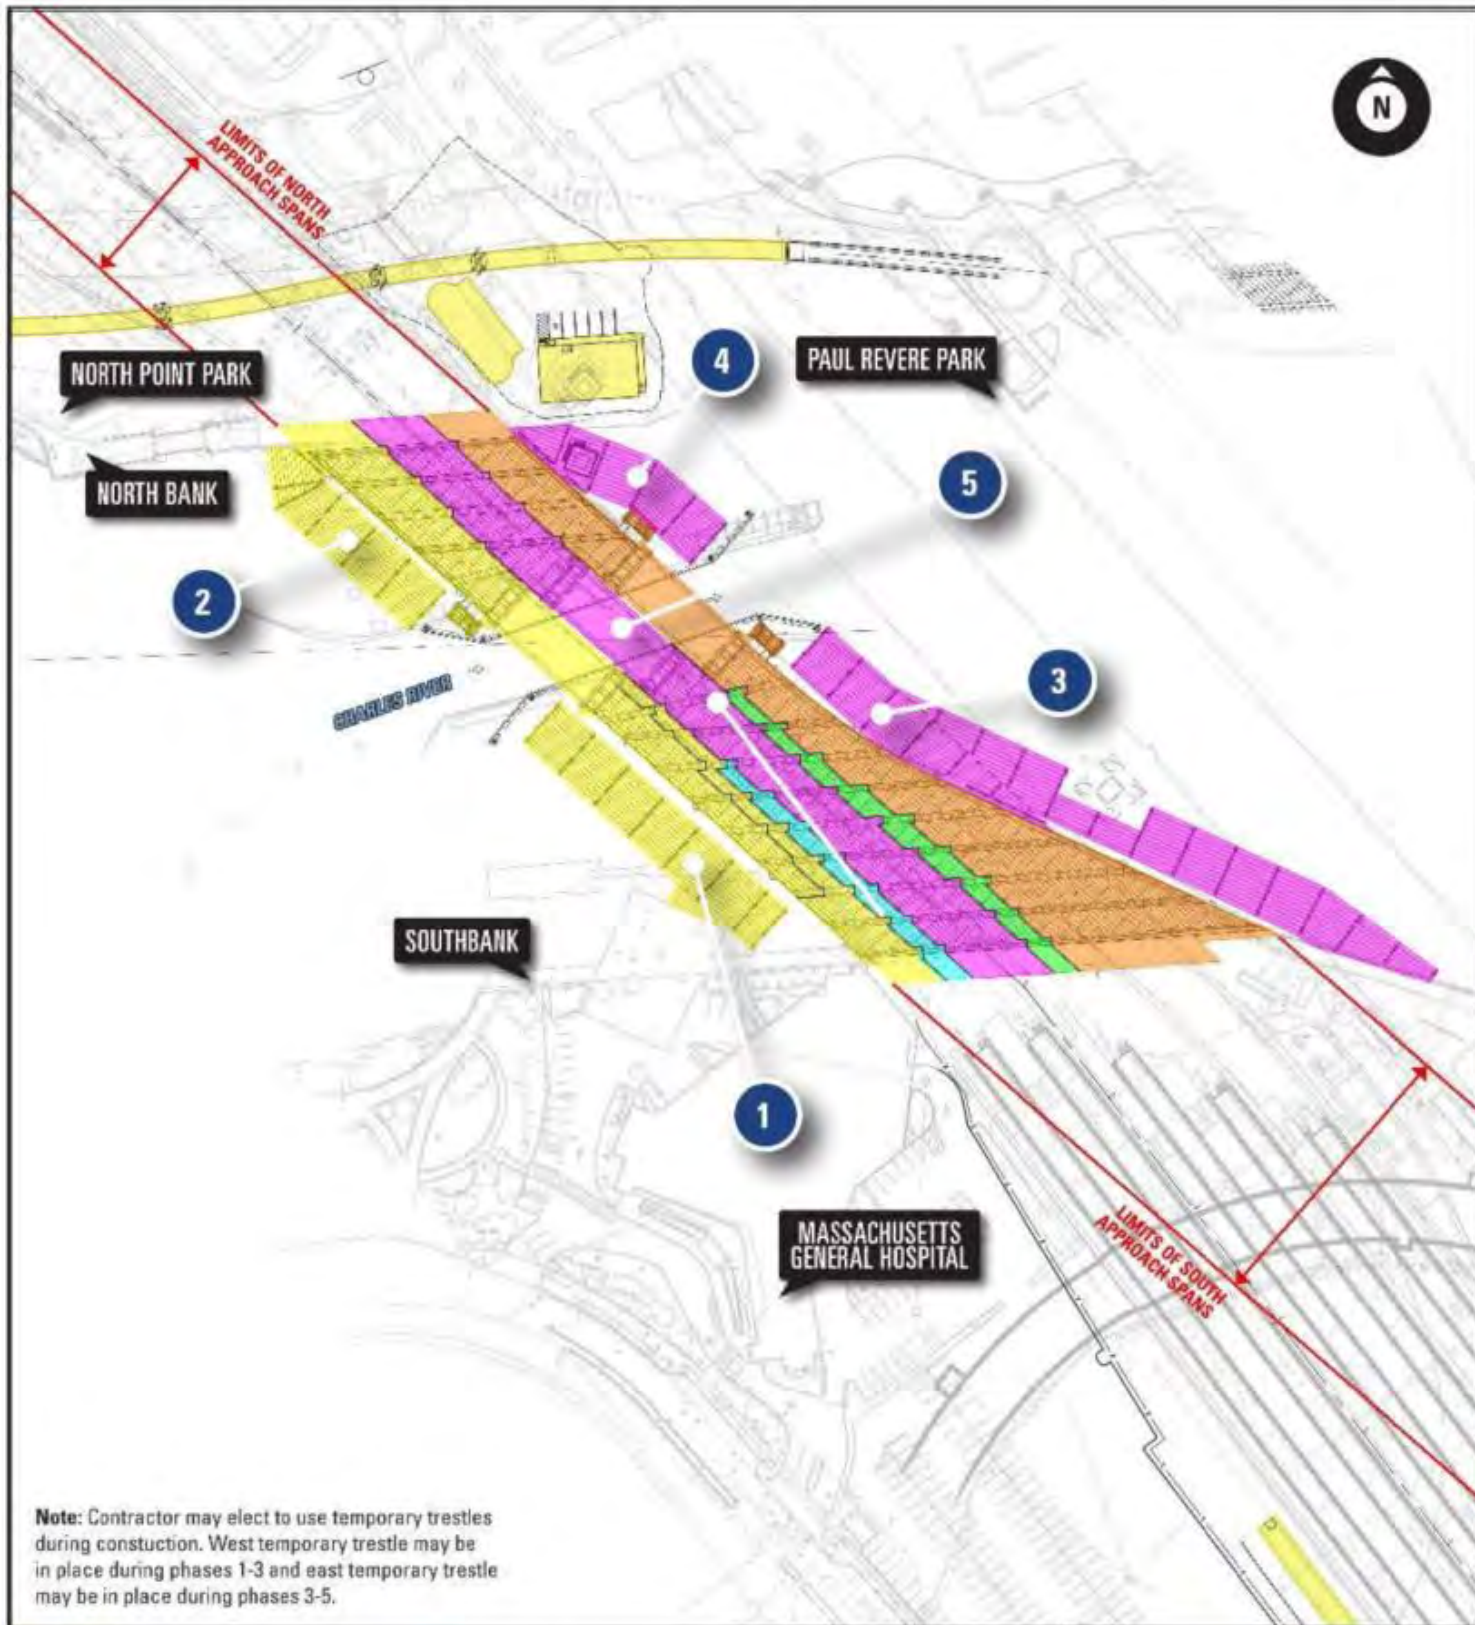 N
LIMITS OF NORTH
APPROACH SPANS
NORTH POINT PARK
4
PAUL REVERE PARK
NORTH BANK
5
2
3
CHARLES RIVER
SOUTHBANK
1
MASSACHUSETTS
GENERAL HOSPITAL
LIMITS OF SOUTH
APPROACH SPANS
Note: Contractor may elect to use temporary trestles
during constuction. West temporary trestle may be
in place during phases 1-3 and east temporary trestle
may be in place during phases 3-5.